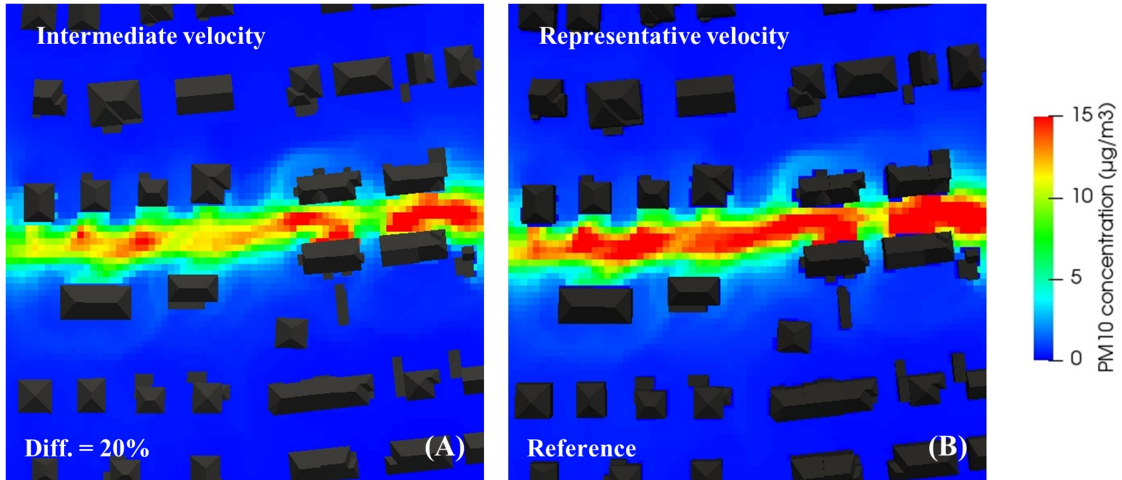 Intermediate velocity
Representative velocity
Diff. = 20%
(A)
Reference
(B)
15
10
5
0
PM10 concentration (μg/m3)